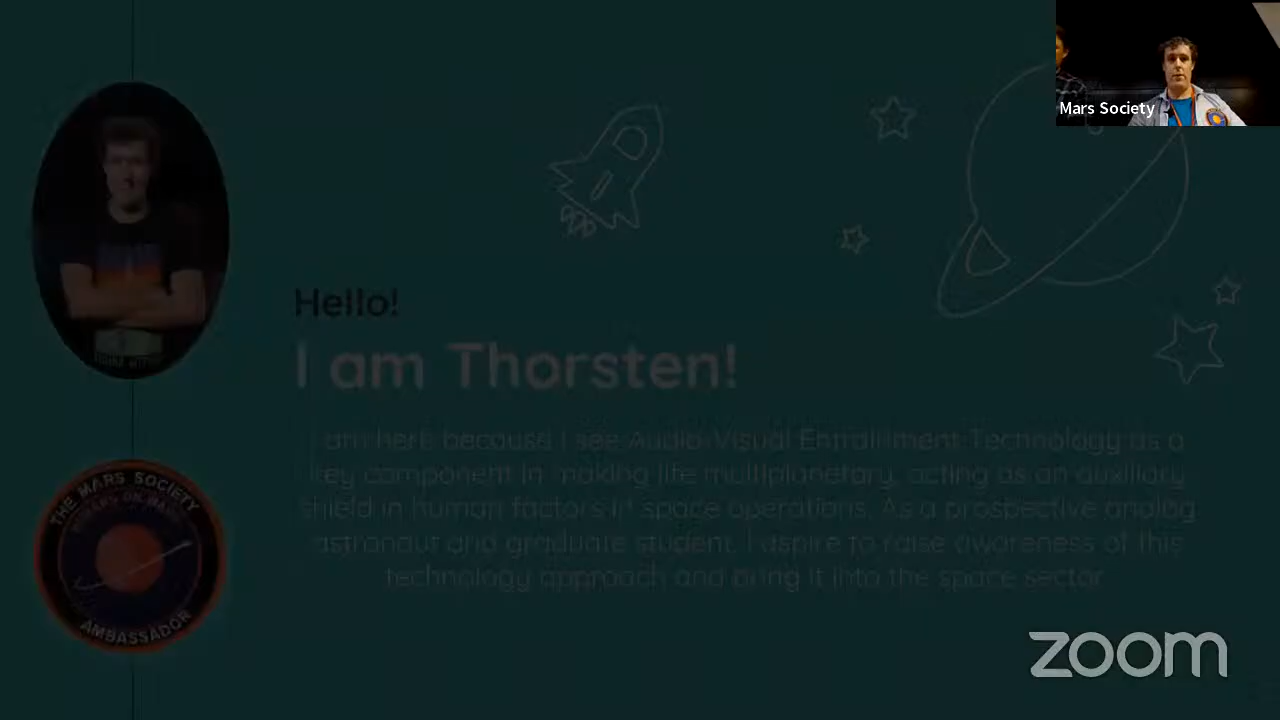 Mars Society
Hello!
I am Thorsten!
I am here because I see Audio-Visual Entrainment Technology as a
key component in making life multiplanetary, acting as an auxiliary
shield in human factors in space operations. As a prospective analog
astronaut and graduate student, I aspire to raise awareness of this
technology approach and bring it into the space sector
THE MARS SOCIETY
AMBASSADOR
zoom